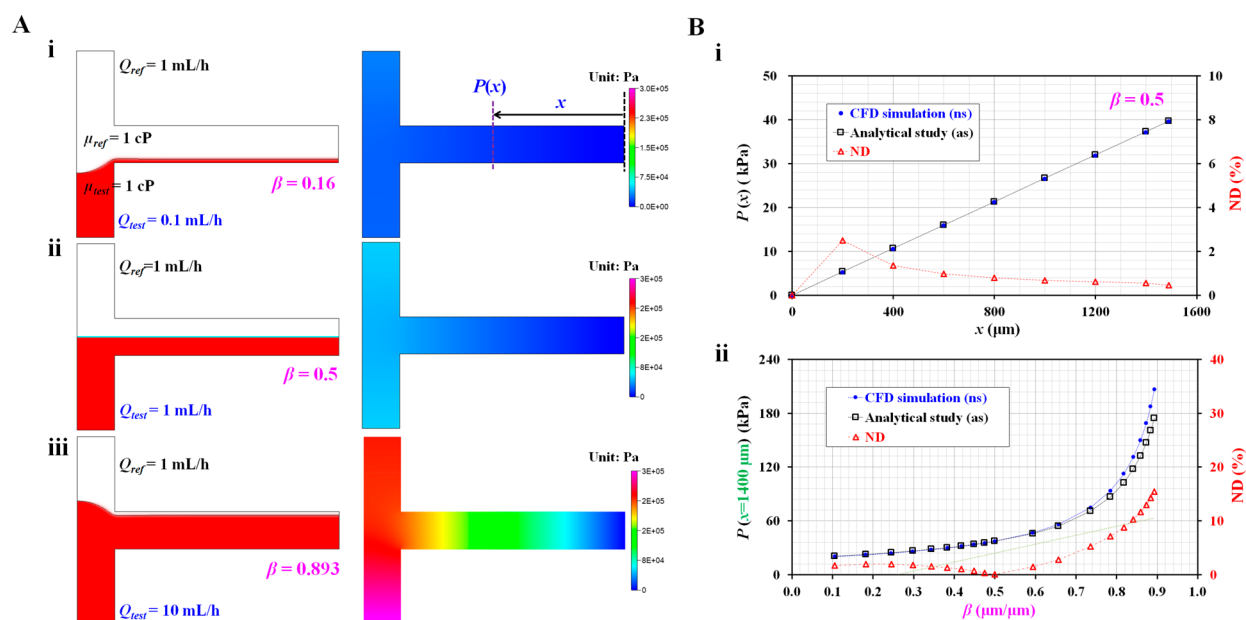 A
i
Q_ref = 1 mL/h
μ_ref = 1 cP
μ_test = 1 cP
β = 0.16
Q_test = 0.1 mL/h
P(x)
x
Unit: Pa
3.0E+05
2.3E+05
1.5E+05
7.5E+04
0.0E+00
ii
Q_ref=1 mL/h
β = 0.5
Q_test = 1 mL/h
Unit: Pa
3E+05
2E+05
2E+05
8E+04
0
iii
Q_ref = 1 mL/h
β = 0.893
Q_test = 10 mL/h
Unit: Pa
3E+05
2E+05
2E+05
8E+04
0
B
i
β = 0.5
CFD simulation (ns)
Analytical study (as)
ND
P (x) ( kPa)
50
40
30
20
10
0
ND (%)
10
8
6
4
2
0
0 400 800 1200 1600
x (μm)
ii
CFD simulation (ns)
Analytical study (as)
ND
P (x=1400 μm) (kPa)
240
180
120
60
0
ND (%)
40
30
20
10
0
0.0 0.1 0.2 0.3 0.4 0.5 0.6 0.7 0.8 0.9 1.0
β (μm/μm)